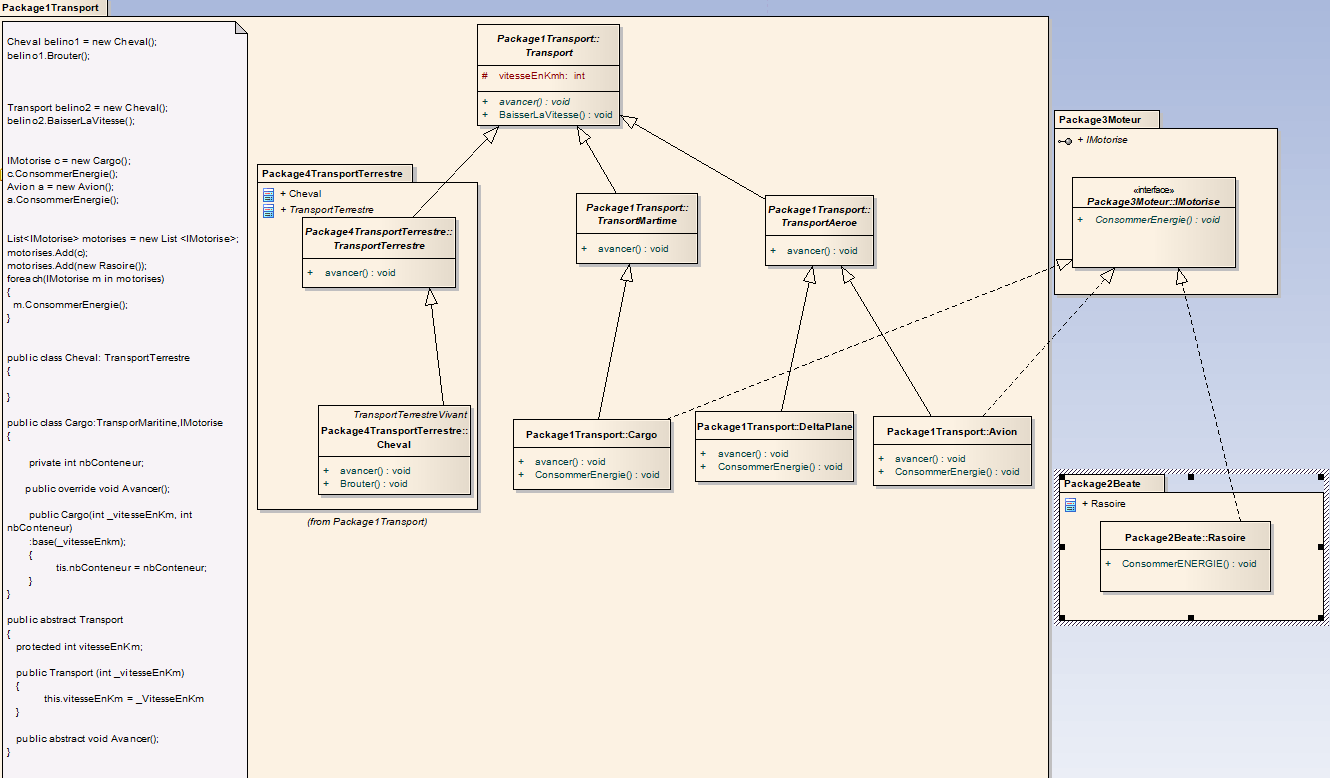 Package1Transport
Cheval belino1 = new Cheval();
belino1.Brouter();
Transport belino2 = new Cheval();
belino2.BaisserLaVitesse();
IMotorise c = new Cargo();
c.ConsommerEnergie();
Avion a = new Avion();
a.ConsommerEnergie();
List<IMotorise> motorises = new List <IMotorise>;
motorises.Add(c);
motorises.Add(new Rasoire());
foreach(IMotorise m in motorises)
{
m.ConsommerEnergie();
}
public class Cheval: TransportTerrestre
{
}
public class Cargo:TransporMaritine,IMotorise
{
private int nbConteneur;
public override void Avancer();
public Cargo(int _vitesseEnKm, int
nbConteneur)
:base(_vitesseEnkm);
{
tis.nbConteneur = nbConteneur;
}
}
public abstract Transport
{
protected int vitesseEnKm;
public Transport (int _vitesseEnKm)
{
this.vitesseEnKm = _VitesseEnKm
}
public abstract void Avancer();
}
Package1Transport::
Transport
# vitesseEnKmh: int
+ avancer() : void
+ BaisserLaVitesse() : void
Package4TransportTerrestre
+ Cheval
+ TransportTerrestre
Package4TransportTerrestre::
TransportTerrestre
+ avancer() : void
TransportTerrestreVivant
Package4TransportTerrestre::
Cheval
+ avancer() : void
+ Brouter() : void
(from Package1Transport)
Package1Transport::
TransortMartime
+ avancer() : void
Package1Transport::
TransportAeroe
+ avancer() : void
Package1Transport::Cargo
+ avancer() : void
+ ConsommerEnergie() : void
Package1Transport::DeltaPlane
+ avancer() : void
+ ConsommerEnergie() : void
Package1Transport::Avion
+ avancer() : void
+ ConsommerEnergie() : void
Package3Moteur
+ IMotorise
«interface»
Package3Moteur::IMotorise
+ ConsommerEnergie() : void
Package2Beate
+ Rasoire
Package2Beate::Rasoire
+ ConsommerENERGIE() : void